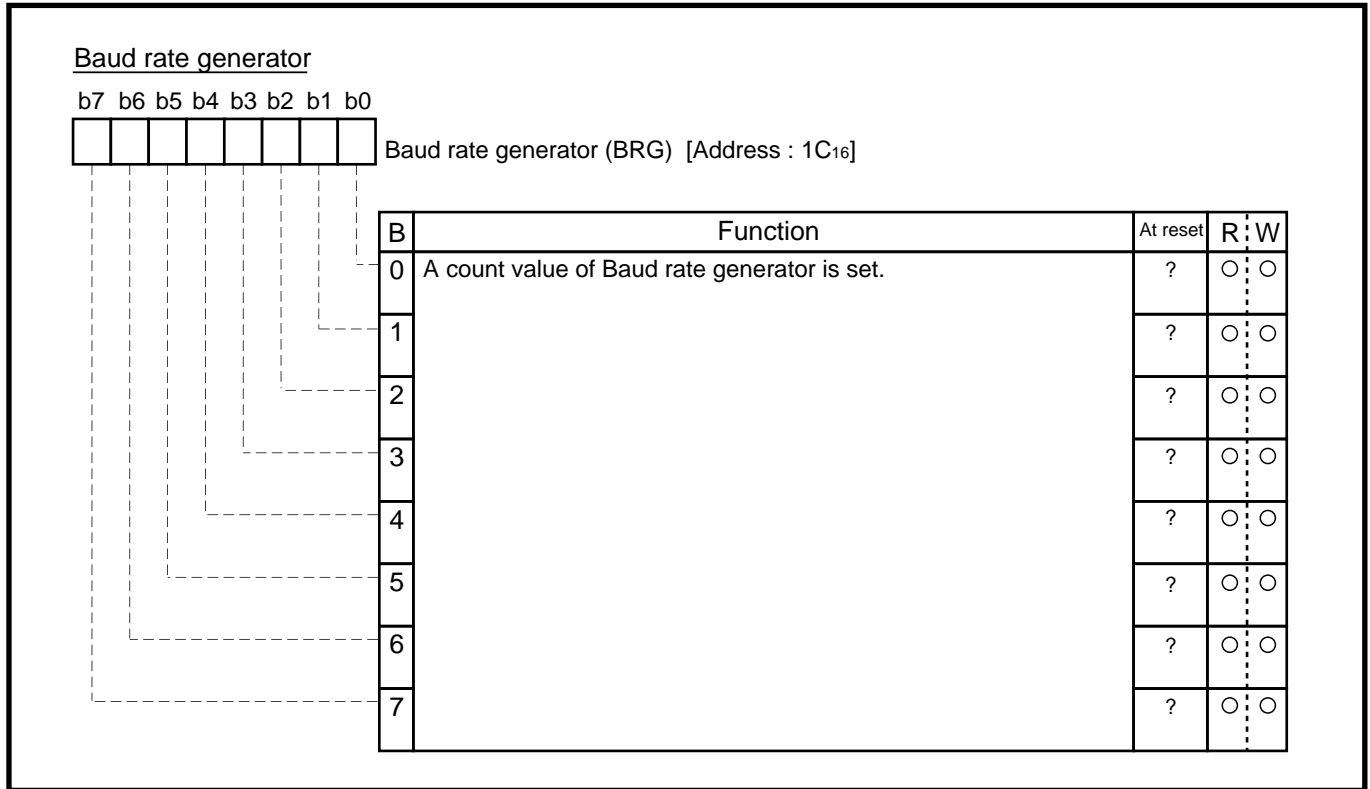 Baud rate generator
b7 b6 b5 b4 b3 b2 b1 b0
Baud rate generator (BRG) [Address : 1C16]
B Function At reset R W
0 A count value of Baud rate generator is set. ? ○ ○
1 ? ○ ○
2 ? ○ ○
3 ? ○ ○
4 ? ○ ○
5 ? ○ ○
6 ? ○ ○
7 ? ○ ○